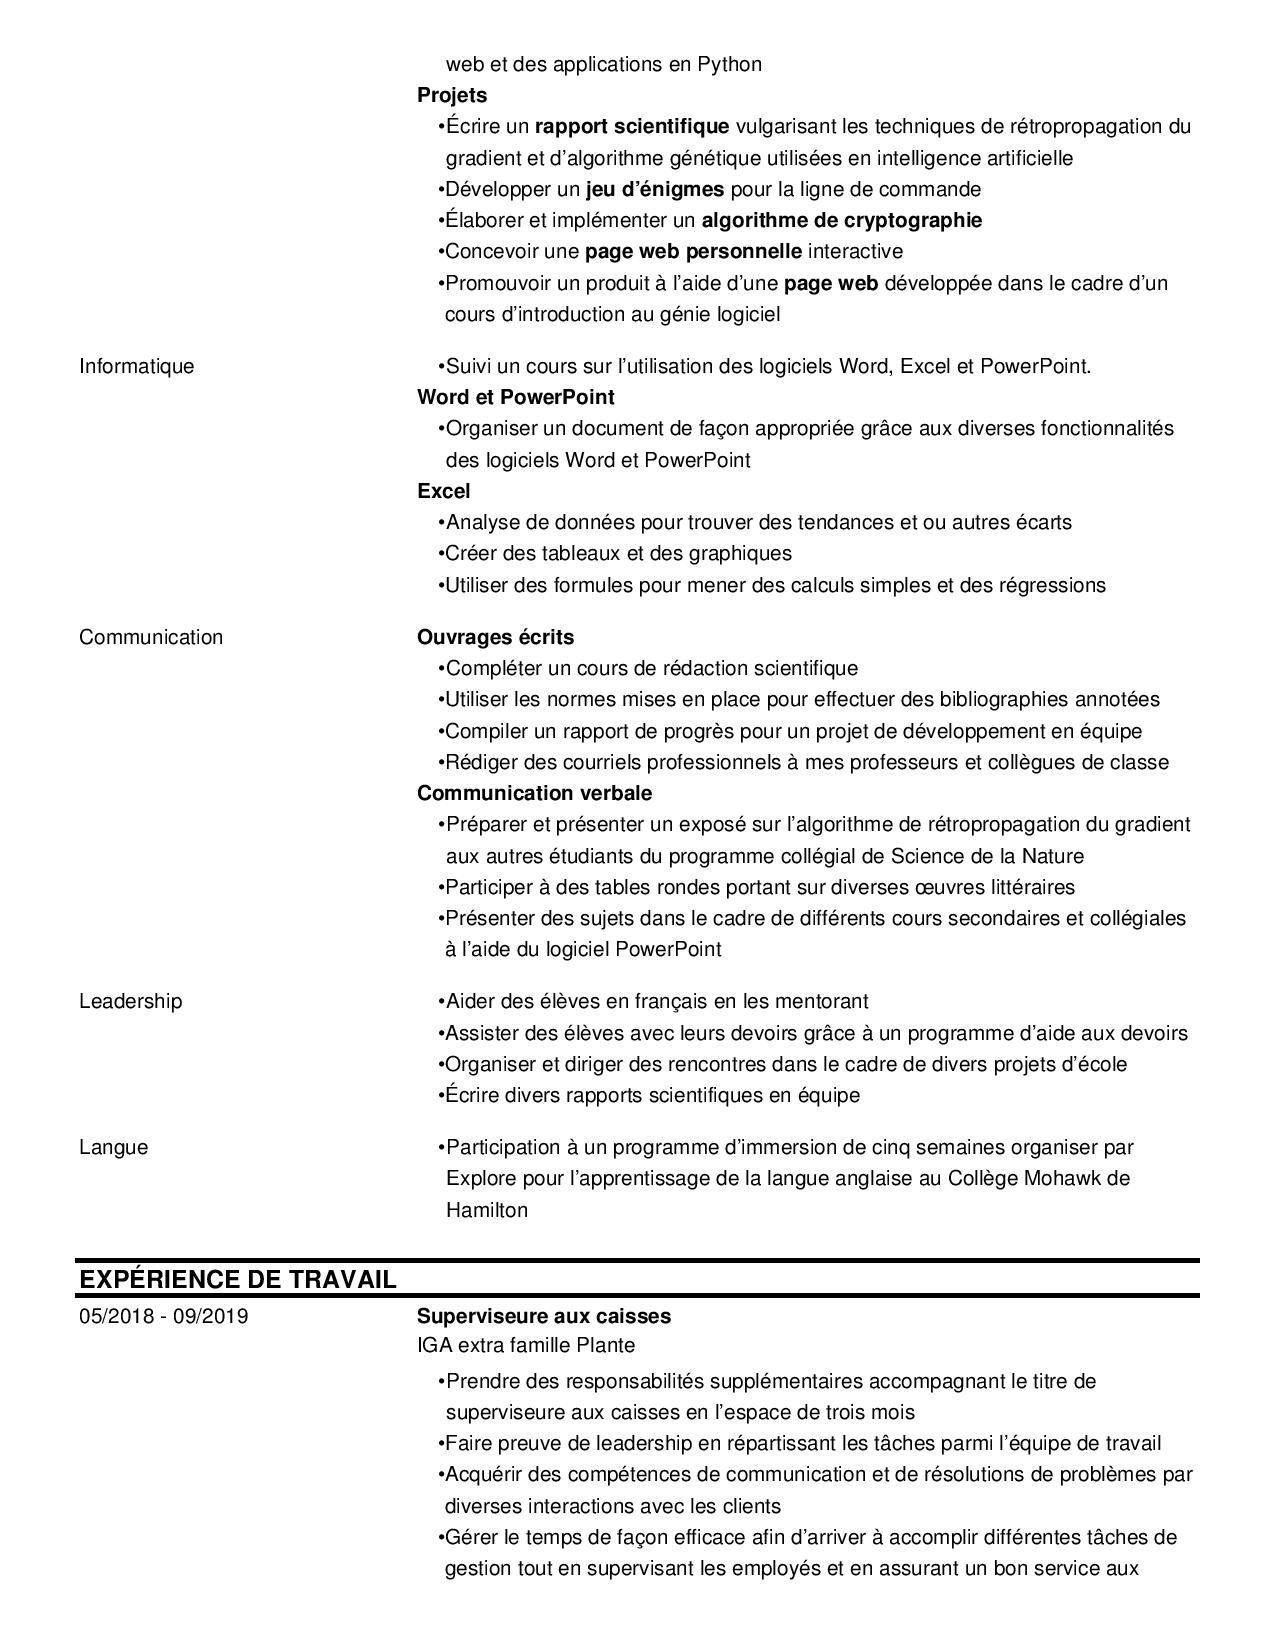 web et des applications en Python
Projets
•Écrire un rapport scientifique vulgarisant les techniques de rétropropagation du
gradient et d’algorithme génétique utilisées en intelligence artificielle
•Développer un jeu d’énigmes pour la ligne de commande
•Élaborer et implémenter un algorithme de cryptographie
•Concevoir une page web personnelle interactive
•Promouvoir un produit à l’aide d’une page web développée dans le cadre d’un
cours d’introduction au génie logiciel
Informatique
•Suivi un cours sur l’utilisation des logiciels Word, Excel et PowerPoint.
Word et PowerPoint
•Organiser un document de façon appropriée grâce aux diverses fonctionnalités
des logiciels Word et PowerPoint
Excel
•Analyse de données pour trouver des tendances et ou autres écarts
•Créer des tableaux et des graphiques
•Utiliser des formules pour mener des calculs simples et des régressions
Communication
Ouvrages écrits
•Compléter un cours de rédaction scientifique
•Utiliser les normes mises en place pour effectuer des bibliographies annotées
•Compiler un rapport de progrès pour un projet de développement en équipe
•Rédiger des courriels professionnels à mes professeurs et collègues de classe
Communication verbale
•Préparer et présenter un exposé sur l’algorithme de rétropropagation du gradient
aux autres étudiants du programme collégial de Science de la Nature
•Participer à des tables rondes portant sur diverses œuvres littéraires
•Présenter des sujets dans le cadre de différents cours secondaires et collégiales
à l’aide du logiciel PowerPoint
Leadership
•Aider des élèves en français en les mentorant
•Assister des élèves avec leurs devoirs grâce à un programme d’aide aux devoirs
•Organiser et diriger des rencontres dans le cadre de divers projets d’école
•Écrire divers rapports scientifiques en équipe
Langue
•Participation à un programme d’immersion de cinq semaines organiser par
Explore pour l’apprentissage de la langue anglaise au Collège Mohawk de
Hamilton
EXPÉRIENCE DE TRAVAIL
05/2018 - 09/2019
Superviseure aux caisses
IGA extra famille Plante
•Prendre des responsabilités supplémentaires accompagnant le titre de
superviseure aux caisses en l’espace de trois mois
•Faire preuve de leadership en répartissant les tâches parmi l’équipe de travail
•Acquérir des compétences de communication et de résolutions de problèmes par
diverses interactions avec les clients
•Gérer le temps de façon efficace afin d’arriver à accomplir différentes tâches de
gestion tout en supervisant les employés et en assurant un bon service aux